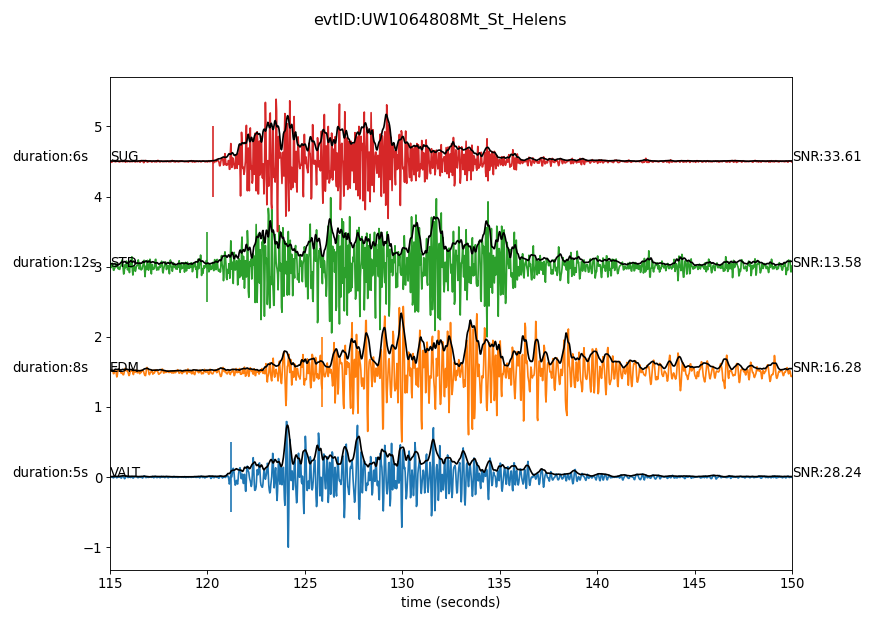 evtID:UW1064808Mt_St_Helens
5
duration:6s SUG SNR:33.61
4
duration:12s 3 STD SNR:13.58
2
duration:8s EDM SNR:16.28
1
duration:5s 0 VALT SNR:28.24
−1
115 120 125 130 135 140 145 150
time (seconds)